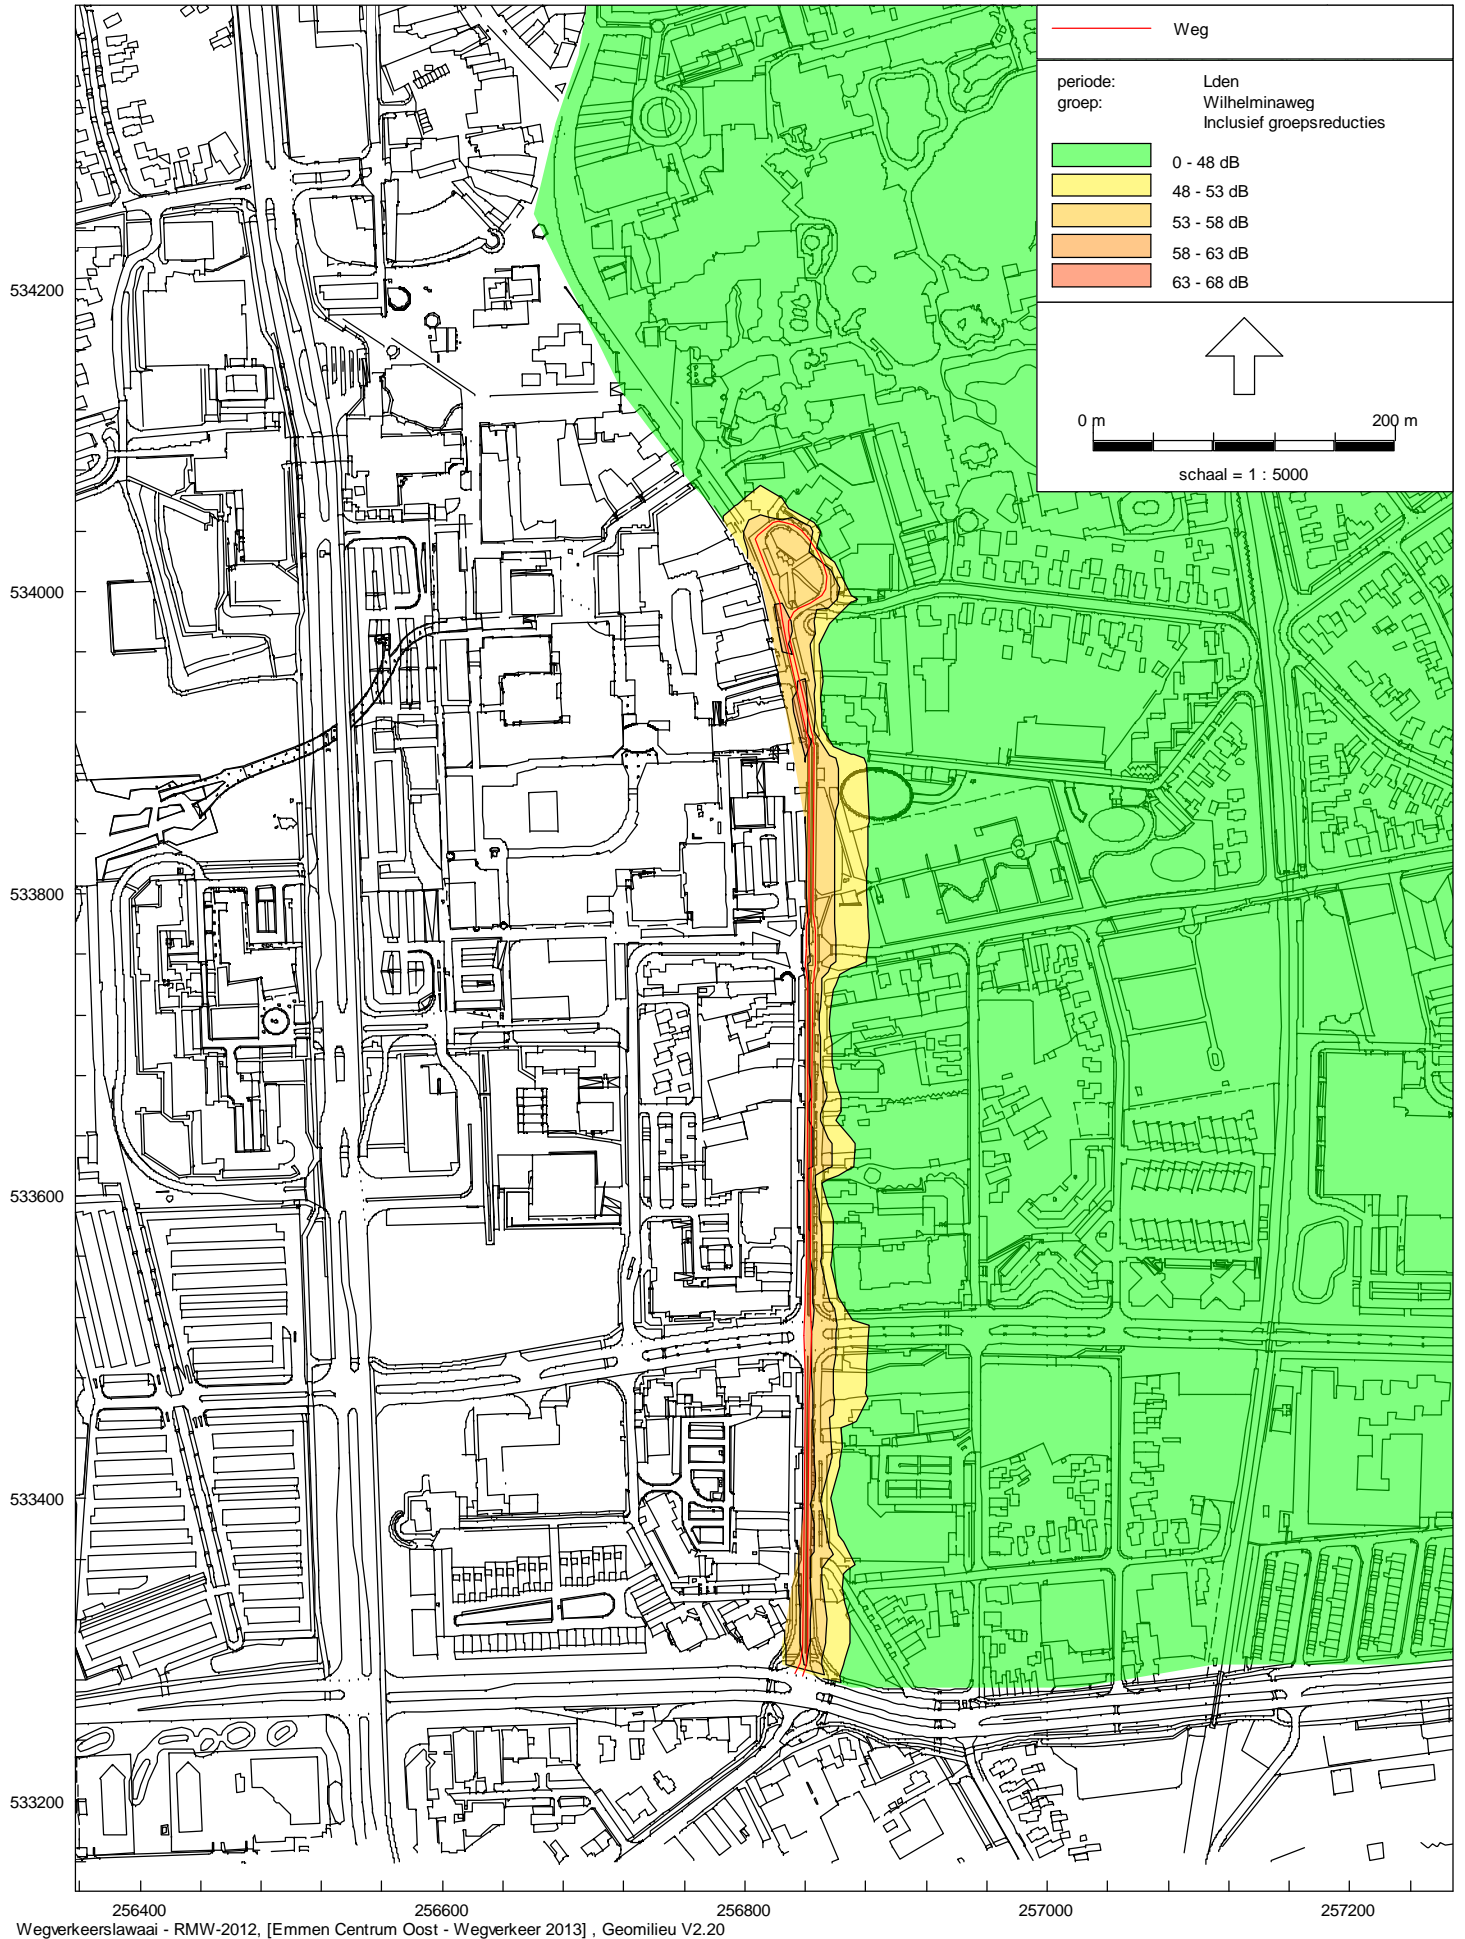 Weg
periode: Lden
groep: Wilhelminaweg
Inclusief groepsreducties
0 - 48 dB
48 - 53 dB
53 - 58 dB
58 - 63 dB
63 - 68 dB
0 m 200 m
schaal = 1 : 5000
534200
534000
533800
533600
533400
533200
256400 256600 256800 257000 257200
Wegverkeerslawaai - RMW-2012, [Emmen Centrum Oost - Wegverkeer 2013] , Geomilieu V2.20